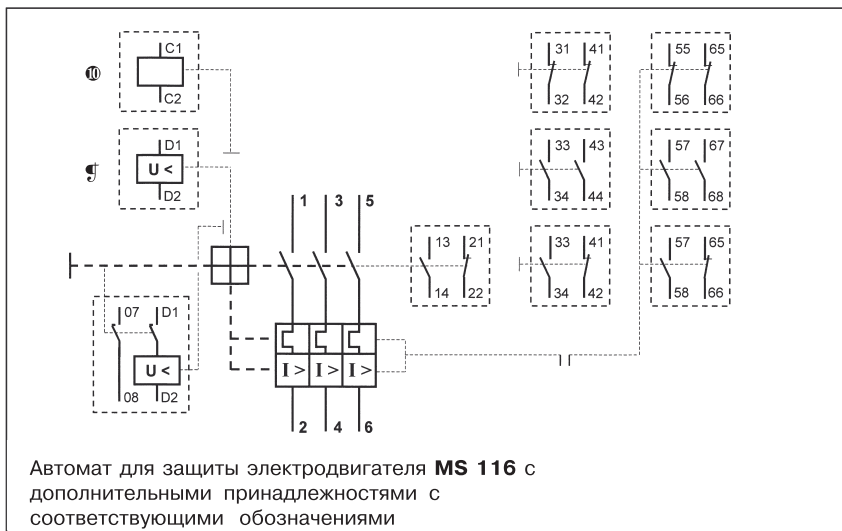 C1
❿
C2
D1
U <
D2
31 41
32 42
55 65
56 66
33 43
34 44
57 67
58 68
1 3 5
13 21
14 22
33 41
34 42
57 65
58 66
07 D1
U <
08 D2
I > I > I >
2 4 6
Автомат для защиты электродвигателя MS 116 с
дополнительными принадлежностями с
соответствующими обозначениями